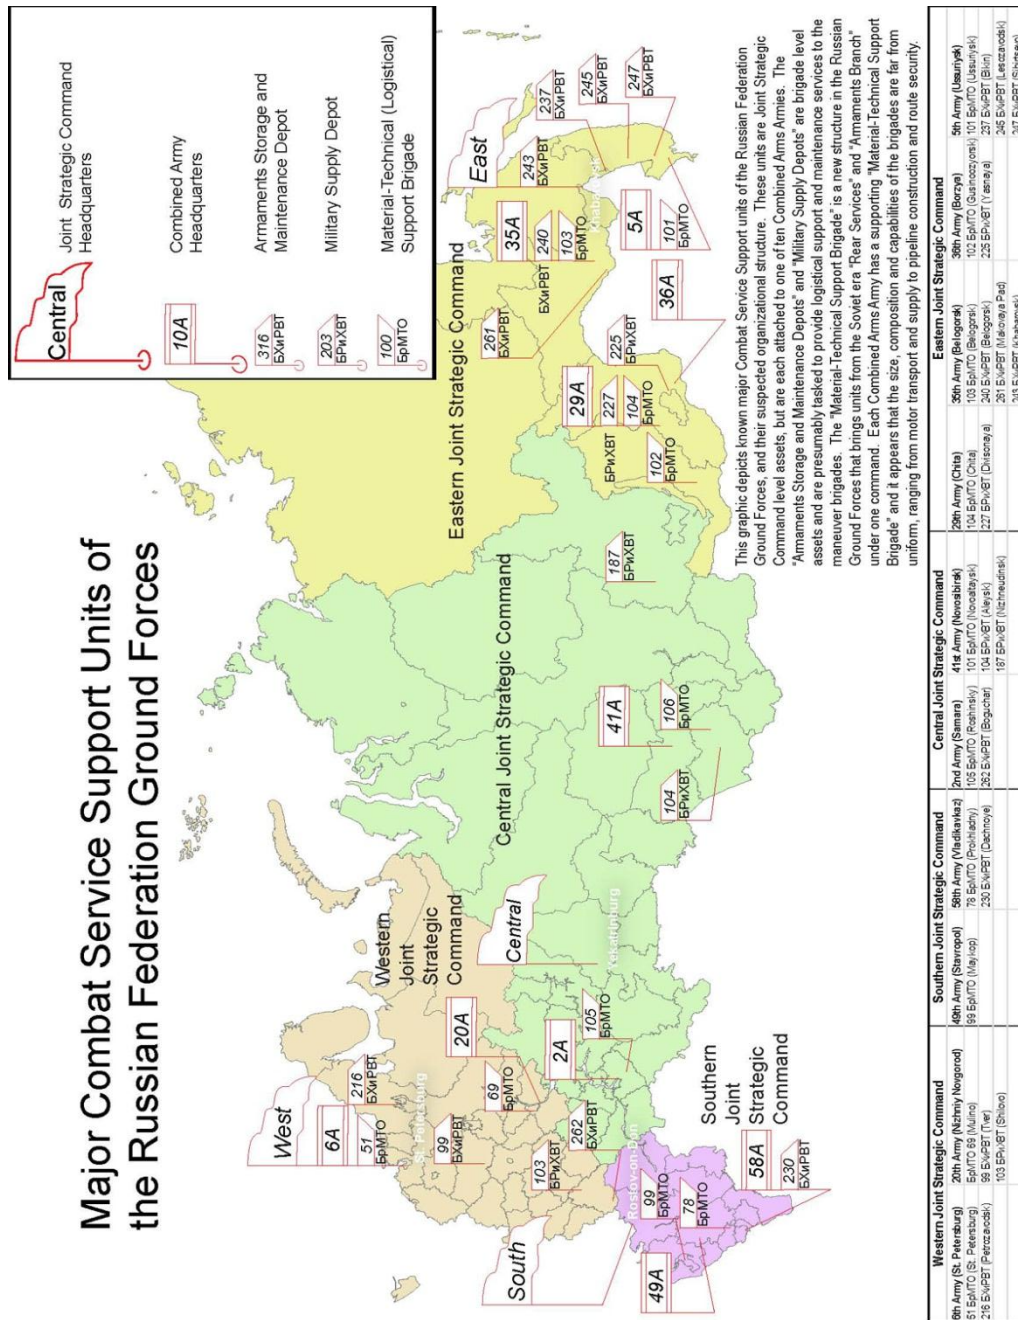 Major Combat Service Support Units of
the Russian Federation Ground Forces
Central
Joint Strategic Command
Headquarters
10A
Combined Army
Headquarters
316
БХиРВТ
Armaments Storage and
Maintenance Depot
203
БРиХВТ
Military Supply Depot
100
БрМТО
Material-Technical (Logistical)
Support Brigade
West
6A
51
БрМТО
216
БХиРВТ
Western
Joint
Strategic
Command
20A
69
БрМТО
St. Petersburg
99
БХиРВТ
103
БРиХВТ
262
БХиРВТ
2A
105
БрМТО
Central
Yekatrinburg
Central Joint Strategic Command
41A
106
БрМТО
104
БРиХВТ
187
БРиХВТ
Eastern Joint Strategic Command
29A
227
БРиХВТ
104
БрМТО
102
БрМТО
225
БРиХВТ
36A
261
БХиРВТ
35A
240
БХиРВТ
103
БрМТО
East
243
БХиРВТ
Khabarovsk
237
БХиРВТ
245
БХиРВТ
247
БХиРВТ
5A
101
БрМТО
South
Rostov-on-Don
99
БрМТО
78
БрМТО
49A
58A
230
БХиРВТ
Southern
Joint
Strategic
Command
This graphic depicts known major Combat Service Support units of the Russian Federation
Ground Forces, and their suspected organizational structure. These units are Joint Strategic
Command level assets, but are each attached to one of ten Combined Arms Armies. The
"Armaments Storage and Maintenance Depots" and "Military Supply Depots" are brigade level
assets and are presumably tasked to provide logistical support and maintenance services to the
maneuver brigades. The "Material-Technical Support Brigade" is a new structure in the Russian
Ground Forces that brings units from the Soviet era "Rear Services" and "Armaments Branch"
under one command. Each Combined Arms Army has a supporting "Material-Technical Support
Brigade" and it appears that the size, composition and capabilities of the brigades are far from
uniform, ranging from motor transport and supply to pipeline construction and route security.
Western Joint Strategic Command
6th Army (St. Petersburg)
51 БрМТО (St. Petersburg)
216 БХиРВТ (Petrozavodsk)
20th Army (Nizhniy Novgorod)
БрМТО 69 (Mulino)
99 БХиРВТ (Tver)
103 БРиХВТ (Shilovo)
Southern Joint Strategic Command
49th Army (Stavropol)
99 БрМТО (Maykop)
58th Army (Vladikavkaz)
78 БрМТО (Prokhladny)
230 БХиРВТ (Dachnoye)
Central Joint Strategic Command
2nd Army (Samara)
105 БрМТО (Roshinsky)
262 БХиРВТ (Boguchar)
41st Army (Novosibirsk)
101 БрМТО (Novoaltaysk)
104 БРиХВТ (Aleysk)
187 БРиХВТ (Nizhneudinsk)
Eastern Joint Strategic Command
29th Army (Chita)
104 БрМТО (Chita)
227 БРиХВТ (Divisonaya)
35th Army (Belogorsk)
103 БрМТО (Belogorsk)
240 БХиРВТ (Belogorsk)
261 БХиРВТ (Makovaya Pad)
243 БХиРВТ (Khabarovsk)
36th Army (Borzya)
102 БрМТО (Gusinoozyorsk)
225 БРиХВТ (Yasnaya)
5th Army (Ussuriysk)
101 БрМТО (Ussuriysk)
237 БХиРВТ (Bikin)
245 БХиРВТ (Lesozavodsk)
247 БХиРВТ (Sibirtsevo)